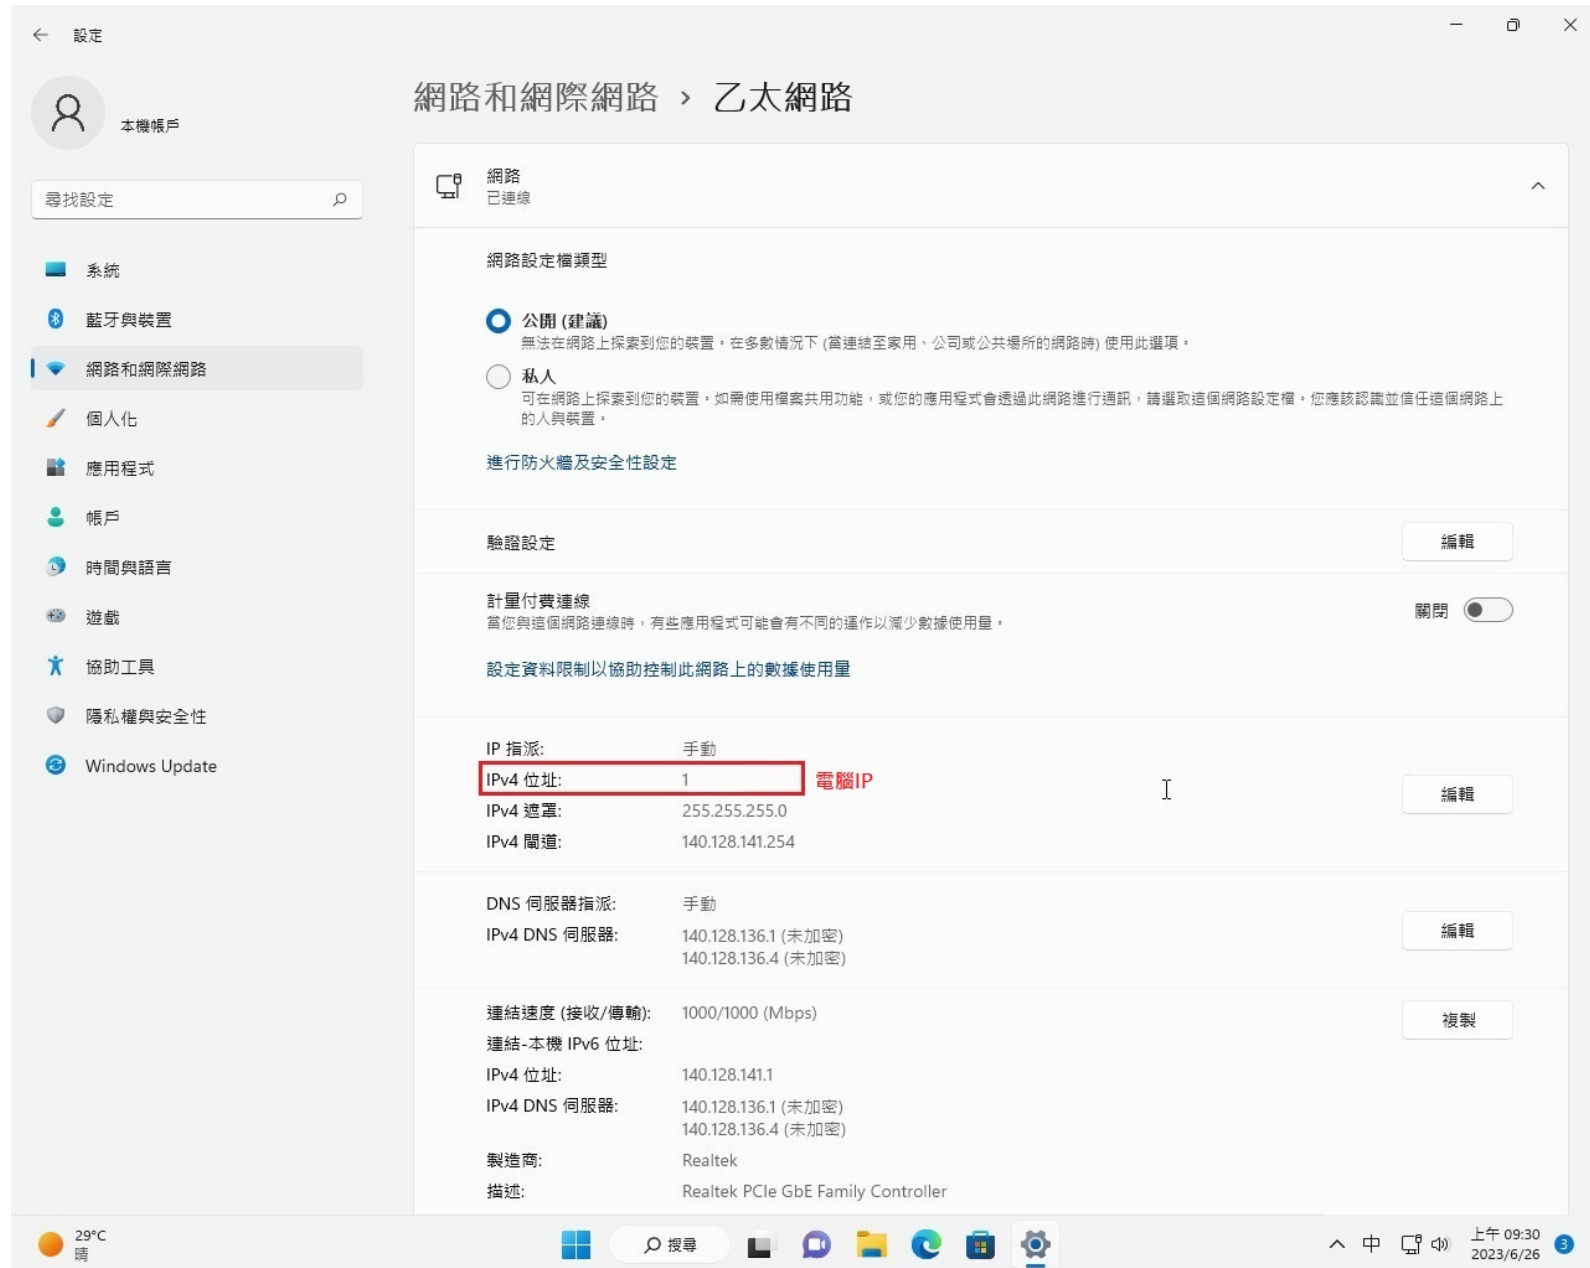 設定
本機帳戶
尋找設定
系統
藍牙與裝置
網路和網際網路
個人化
應用程式
帳戶
時間與語言
遊戲
協助工具
隱私權與安全性
Windows Update
網路和網際網路 › 乙太網路
網路
已連線
網路設定檔類型
公開 (建議)
無法在網路上探索到您的裝置。在多數情況下 (當連結至家用、公司或公共場所的網路時) 使用此選項。
私人
可在網路上探索到您的裝置。如需使用檔案共用功能，或您的應用程式會透過此網路進行通訊，請選取這個網路設定檔。您應該認識並信任這個網路上
的人與裝置。
進行防火牆及安全性設定
驗證設定 編輯
計量付費連線
當您與這個網路連線時，有些應用程式可能會有不同的運作以減少數據使用量。
關閉
設定資料限制以協助控制此網路上的數據使用量
IP 指派: 手動
IPv4 位址: 1 電腦IP
編輯
IPv4 遮罩: 255.255.255.0
IPv4 閘道: 140.128.141.254
DNS 伺服器指派: 手動
IPv4 DNS 伺服器: 140.128.136.1 (未加密)
140.128.136.4 (未加密)
編輯
連結速度 (接收/傳輸): 1000/1000 (Mbps)
複製
連結-本機 IPv6 位址:
IPv4 位址: 140.128.141.1
IPv4 DNS 伺服器: 140.128.136.1 (未加密)
140.128.136.4 (未加密)
製造商: Realtek
描述: Realtek PCIe GbE Family Controller
29°C
晴
搜尋
中
上午 09:30
2023/6/26
3